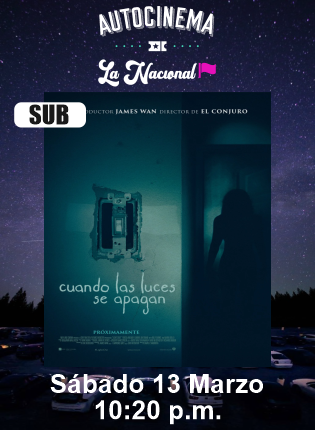 AUTOCINEMA
La Nacional
SUB
PRODUCTOR JAMES WAN DIRECTOR DE EL CONJURO
cuando las luces
se apagan
PRÓXIMAMENTE
Sábado 13 Marzo
10:20 p.m.